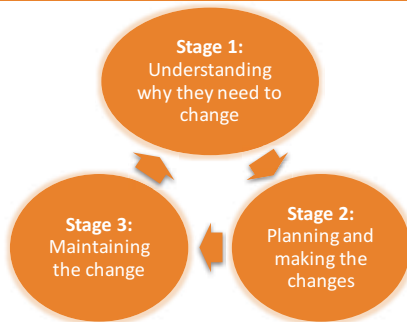 Stage 1:
Understanding
why they need to
change
Stage 2:
Planning and
making the
changes
Stage 3:
Maintaining
the change